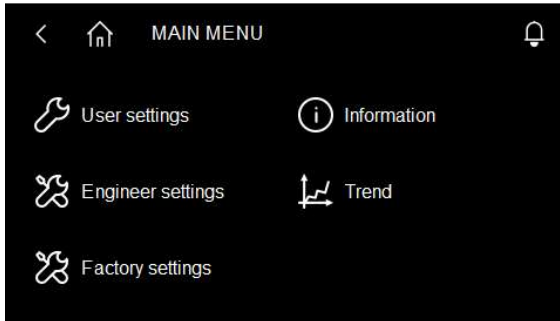 MAIN MENU
User settings
Information
Engineer settings
Trend
Factory settings